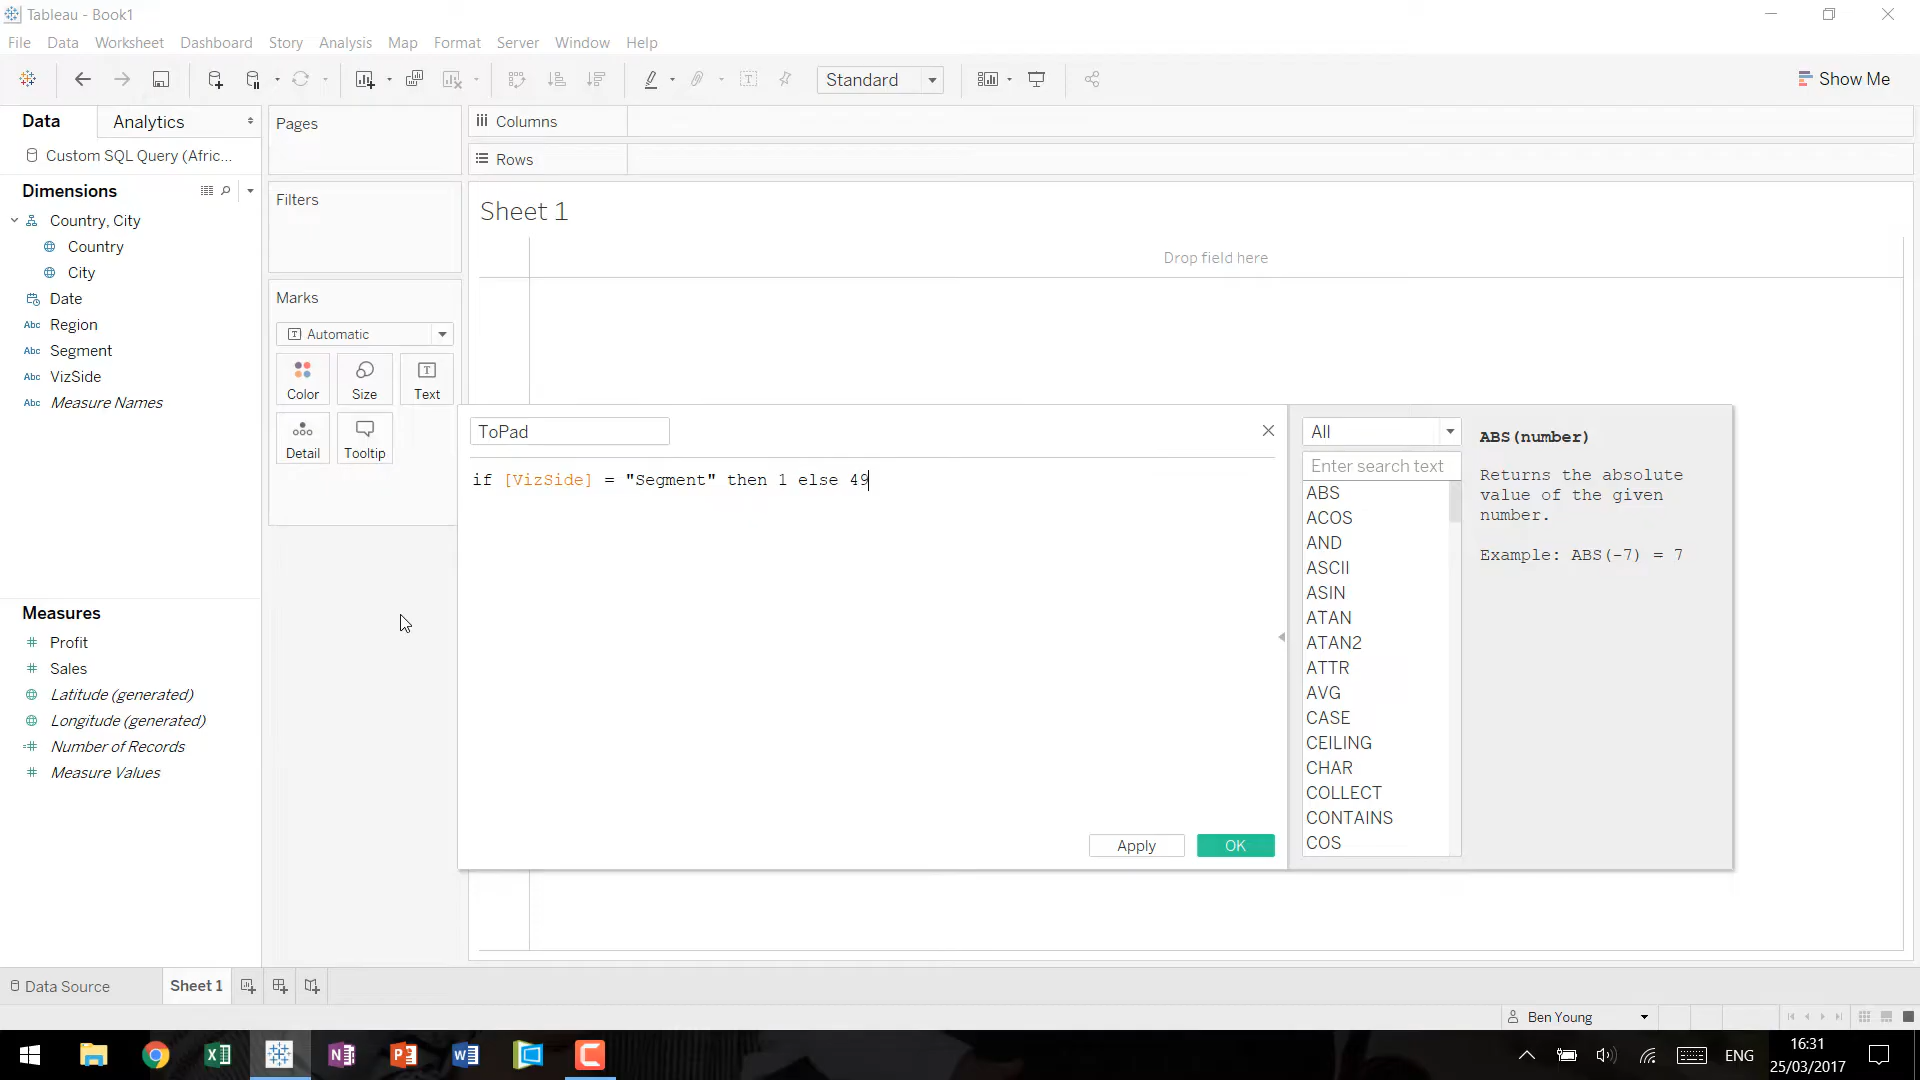 Tableau - Book1
File Data Worksheet Dashboard Story Analysis Map Format Server Window Help
Standard
Show Me
Data
Analytics
Custom SQL Query (Afric...
Dimensions
Country, City
Country
City
Date
Abc Region
Abc Segment
Abc VizSide
Abc Measure Names
Measures
Profit
Sales
Latitude (generated)
Longitude (generated)
Number of Records
Measure Values
Pages
Filters
Marks
T Automatic
Color
Size
T Text
Detail
Tooltip
Columns
Rows
Sheet 1
Drop field here
ToPad
if [VizSide] = "Segment" then 1 else 49
Apply
OK
All
Enter search text
ABS
ACOS
AND
ASCII
ASIN
ATAN
ATAN2
ATTR
AVG
CASE
CEILING
CHAR
COLLECT
CONTAINS
COS
ABS(number)
Returns the absolute
value of the given
number.
Example: ABS(-7) = 7
Data Source
Sheet 1
Ben Young
ENG
16:31
25/03/2017